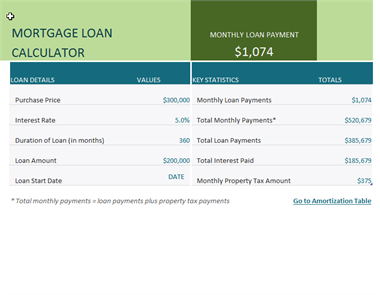 MORTGAGE LOAN
CALCULATOR
MONTHLY LOAN PAYMENT
$1,074
LOAN DETAILS VALUES KEY STATISTICS TOTALS
Purchase Price $300,000 Monthly Loan Payments $1,074
Interest Rate 5.0% Total Monthly Payments* $520,679
Duration of Loan (in months) 360 Total Loan Payments $385,679
Loan Amount $200,000 Total Interest Paid $185,679
Loan Start Date DATE Monthly Property Tax Amount $375
* Total monthly payments = loan payments plus property tax payments Go to Amortization Table